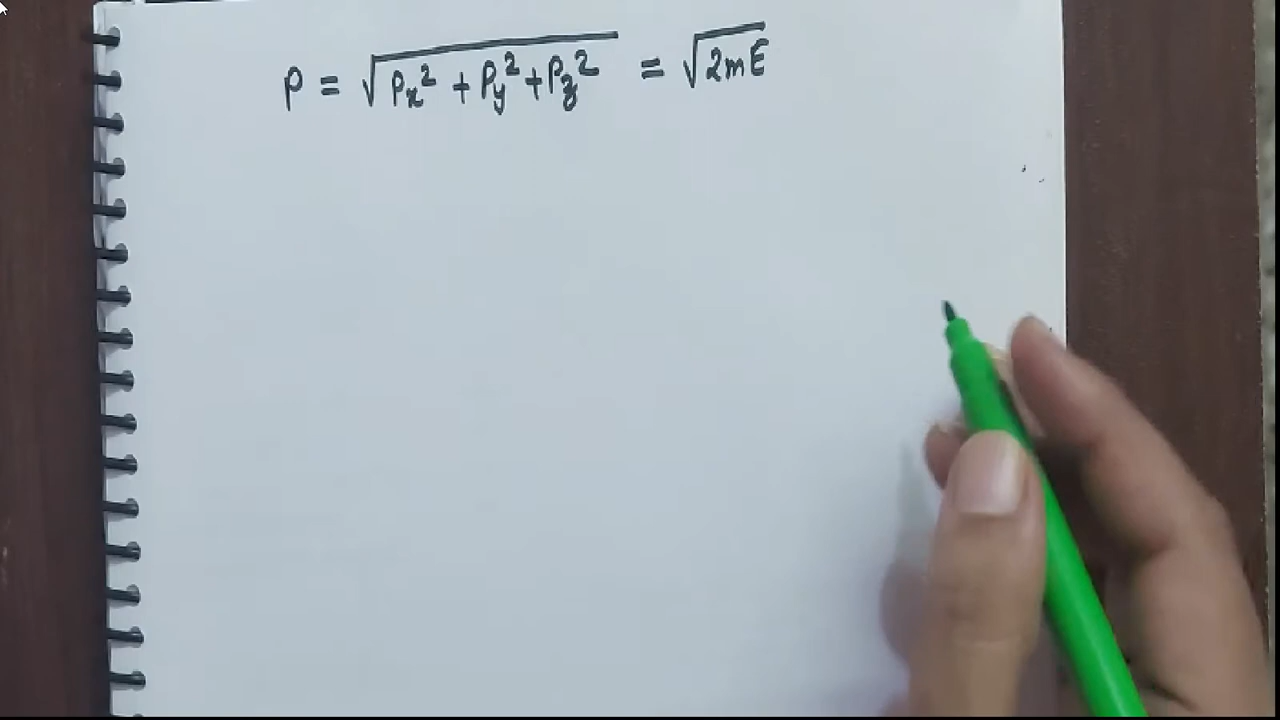 P = √(Px² + Py² + Pz²) = √(2mE)